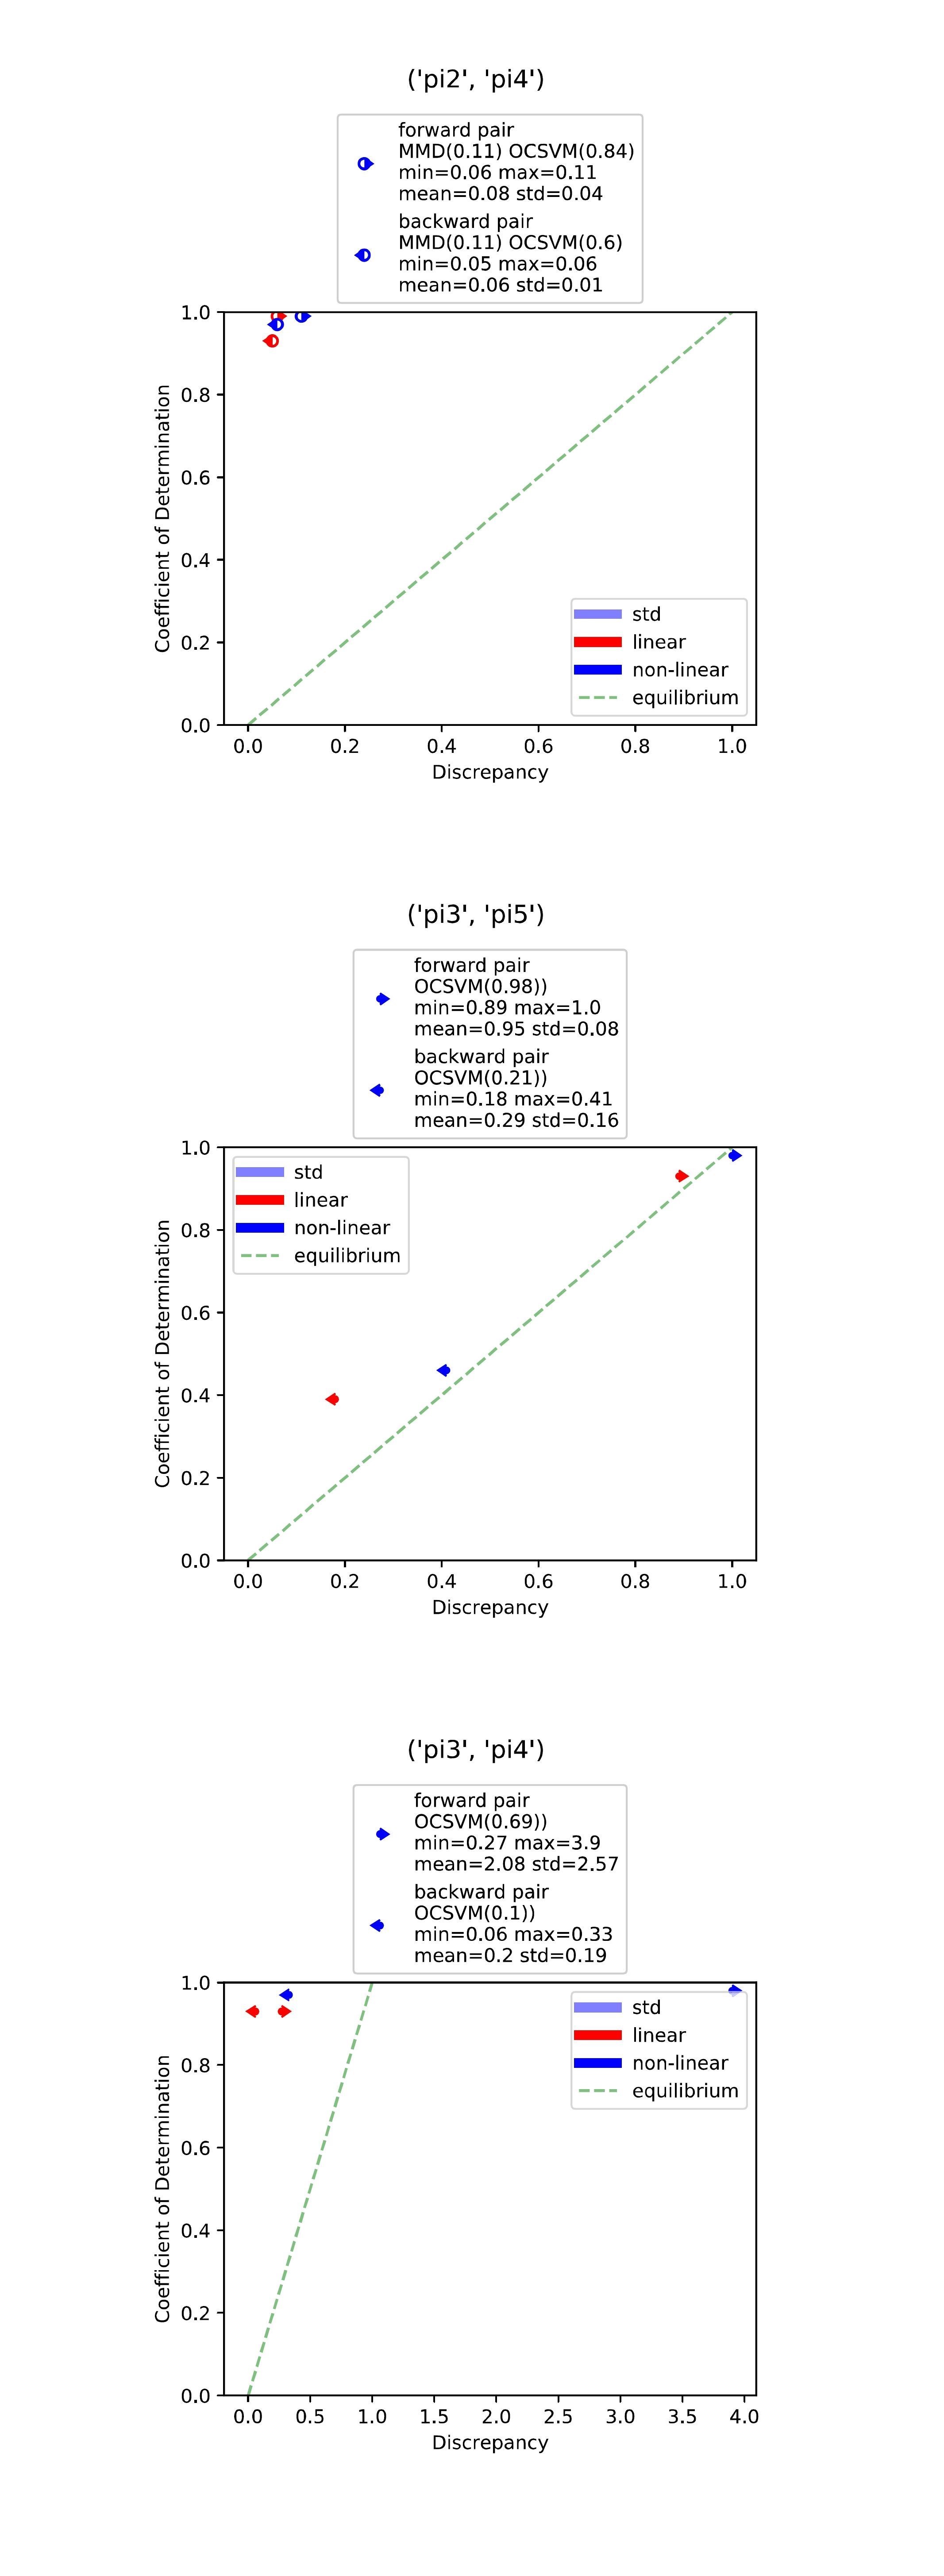 ('pi2', 'pi4')
forward pair
MMD(0.11) OCSVM(0.84)
min=0.06 max=0.11
mean=0.08 std=0.04
backward pair
MMD(0.11) OCSVM(0.6)
min=0.05 max=0.06
mean=0.06 std=0.01
1.0
0.8
0.6
0.4
0.2
0.0
Coefficient of Determination
std
linear
non-linear
equilibrium
0.0 0.2 0.4 0.6 0.8 1.0
Discrepancy
('pi3', 'pi5')
forward pair
OCSVM(0.98))
min=0.89 max=1.0
mean=0.95 std=0.08
backward pair
OCSVM(0.21))
min=0.18 max=0.41
mean=0.29 std=0.16
1.0
0.8
0.6
0.4
0.2
0.0
Coefficient of Determination
std
linear
non-linear
equilibrium
0.0 0.2 0.4 0.6 0.8 1.0
Discrepancy
('pi3', 'pi4')
forward pair
OCSVM(0.69))
min=0.27 max=3.9
mean=2.08 std=2.57
backward pair
OCSVM(0.1))
min=0.06 max=0.33
mean=0.2 std=0.19
1.0
0.8
0.6
0.4
0.2
0.0
Coefficient of Determination
std
linear
non-linear
equilibrium
0.0 0.5 1.0 1.5 2.0 2.5 3.0 3.5 4.0
Discrepancy